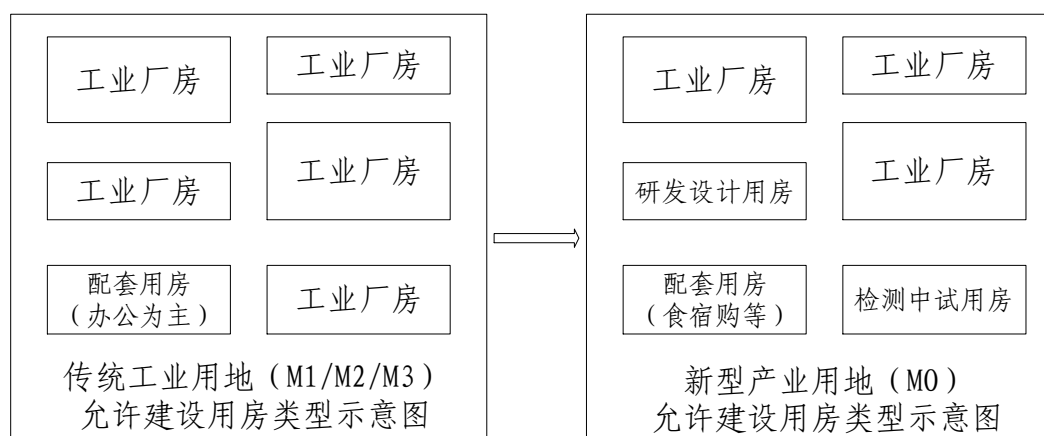 工业厂房
工业厂房
工业厂房
工业厂房
配套用房
(办公为主)
工业厂房
传统工业用地(M1/M2/M3)
允许建设用房类型示意图
工业厂房
工业厂房
研发设计用房
工业厂房
配套用房
(食宿购等)
检测中试用房
新型产业用地(M0)
允许建设用房类型示意图